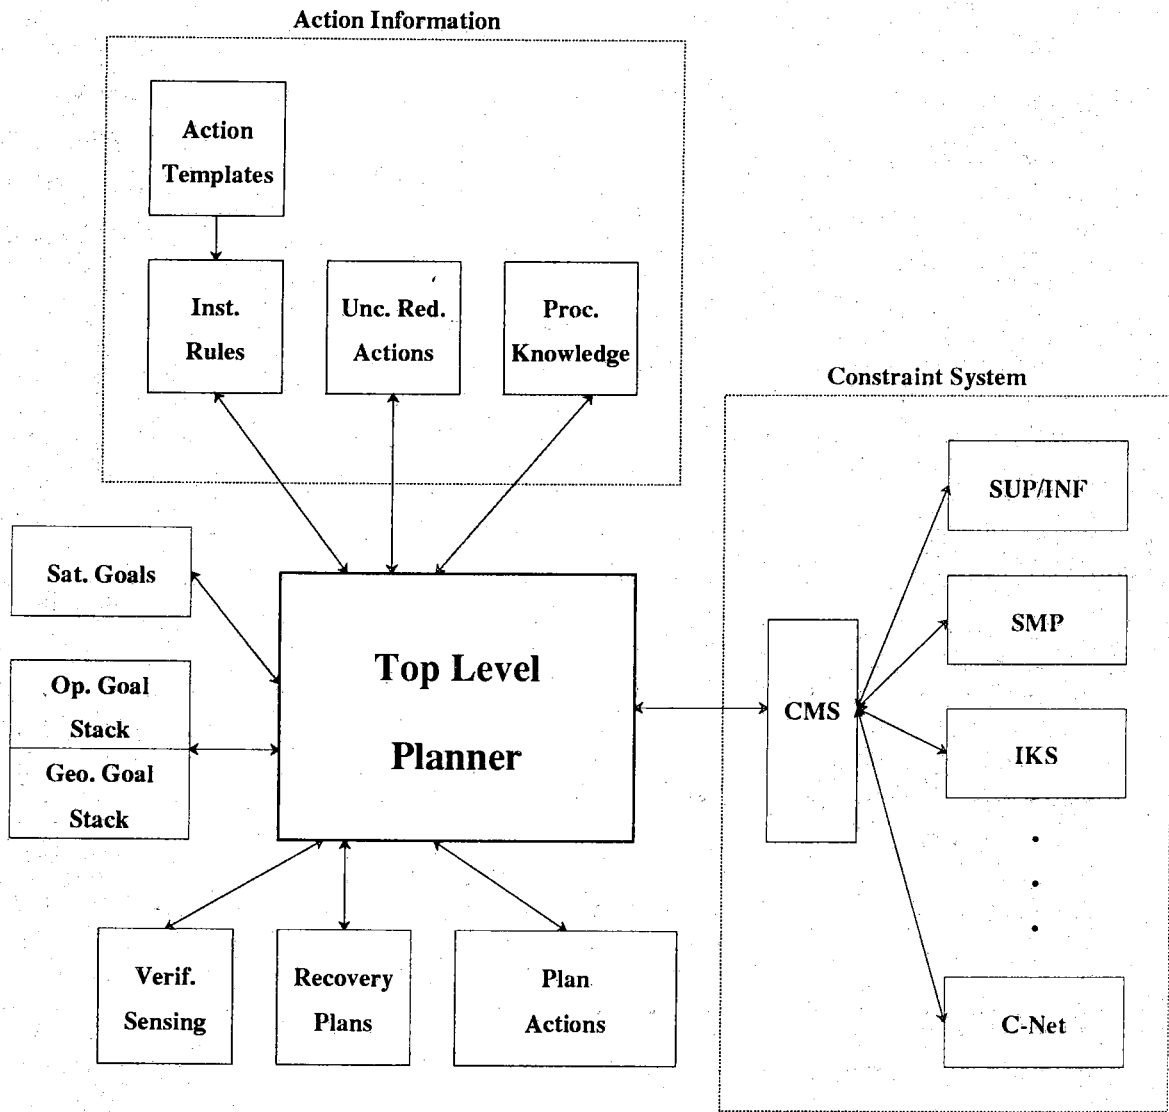 Action Information
Action
Templates
Inst.
Rules
Unc. Red.
Actions
Proc.
Knowledge
Constraint System
SUP/INF
Sat. Goals
SMP
Top Level
Planner
Op. Goal
Stack
Geo. Goal
Stack
CMS
IKS
Verif.
Sensing
Recovery
Plans
Plan
Actions
C-Net